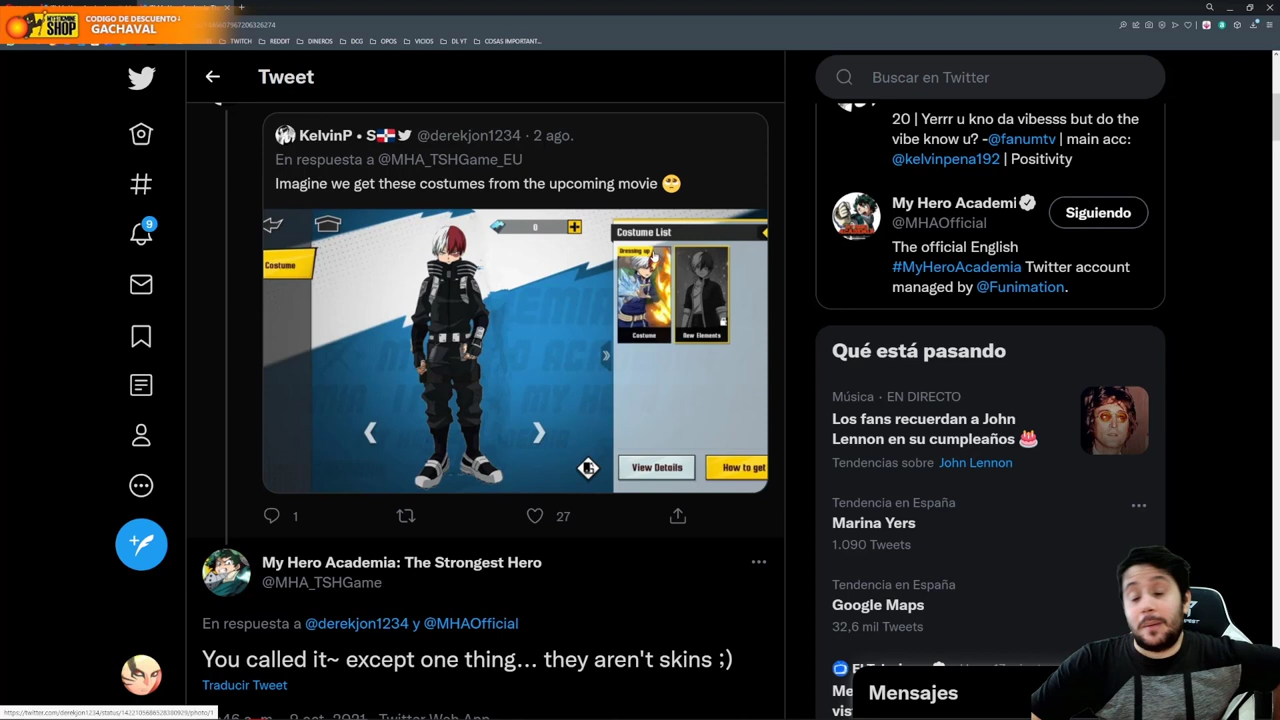 MYSTICMINE
SHOP
CODIGO DE DESCUENTO:
GACHAVAL
TWITCH
REDDIT
DINEROS
DCG
OPOS
VICIOS
DL YT
COSAS IMPORTANT...
Tweet
Buscar en Twitter
KelvinP • S @derekjon1234 · 2 ago.
En respuesta a @MHA_TSHGame_EU
Imagine we get these costumes from the upcoming movie
Costume
0
Costume List
Dressing up
Costume
New Elements
View Details
How to get
1
27
My Hero Academia: The Strongest Hero
@MHA_TSHGame
En respuesta a @derekjon1234 y @MHAOfficial
You called it~ except one thing... they aren't skins ;)
Traducir Tweet
9
20 | Yerrr u kno da vibesss but do the
vibe know u? -@fanumtv | main acc:
@kelvinpena192 | Positivity
My Hero Academi
@MHAOfficial
Siguiendo
The official English
#MyHeroAcademia Twitter account
managed by @Funimation.
Qué está pasando
Música · EN DIRECTO
Los fans recuerdan a John
Lennon en su cumpleaños
Tendencias sobre John Lennon
Tendencia en España
Marina Yers
1.090 Tweets
Tendencia en España
Google Maps
32,6 mil Tweets
Mensajes